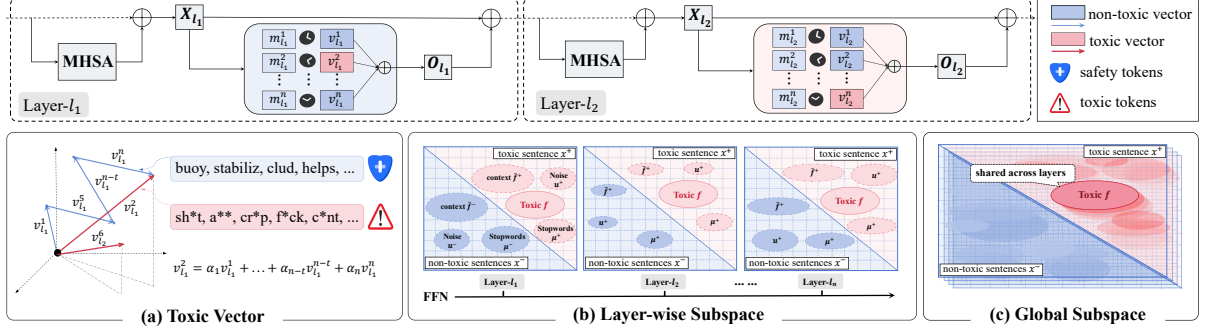 X_{l_1}
MHSA
m^1_{l_1} v^1_{l_1}
m^2_{l_1} v^2_{l_1}
m^n_{l_1} v^n_{l_1}
O_{l_1}
Layer-l_1
X_{l_2}
MHSA
m^1_{l_2} v^1_{l_2}
m^2_{l_2} v^2_{l_2}
m^n_{l_2} v^n_{l_2}
O_{l_2}
Layer-l_2
non-toxic vector
toxic vector
safety tokens
toxic tokens
v^n_{l_1}
v^{n-t}_{l_1}
v^5_{l_1}
v^2_{l_1}
v^1_{l_1}
v^6_{l_2}
buoy, stabiliz, clud, helps, ...
sh*t, a**, cr*p, f*ck, c*nt, ...
v^2_{l_1} = α_1v^1_{l_1} + ... + α_{n-t}v^{n-t}_{l_1} + α_nv^n_{l_1}
(a) Toxic Vector
toxic sentence x^+
context f̃^+
Noise
u^+
Toxic f
context f̃^-
Stopwords
μ^+
Noise
u^-
Stopwords
μ^-
non-toxic sentences x^-
toxic sentence x^+
f̃^+
u^+
Toxic f
f̃^+
u^+
μ^+
μ^+
non-toxic sentences x^-
toxic sentence x^+
f̃^+
u^+
Toxic f
f̃^+
μ^+
u^+
μ^+
non-toxic sentences x^-
FFN
Layer-l_1
Layer-l_2
... ...
Layer-l_n
(b) Layer-wise Subspace
toxic sentence x^+
shared across layers
Toxic f
non-toxic sentences x^-
(c) Global Subspace